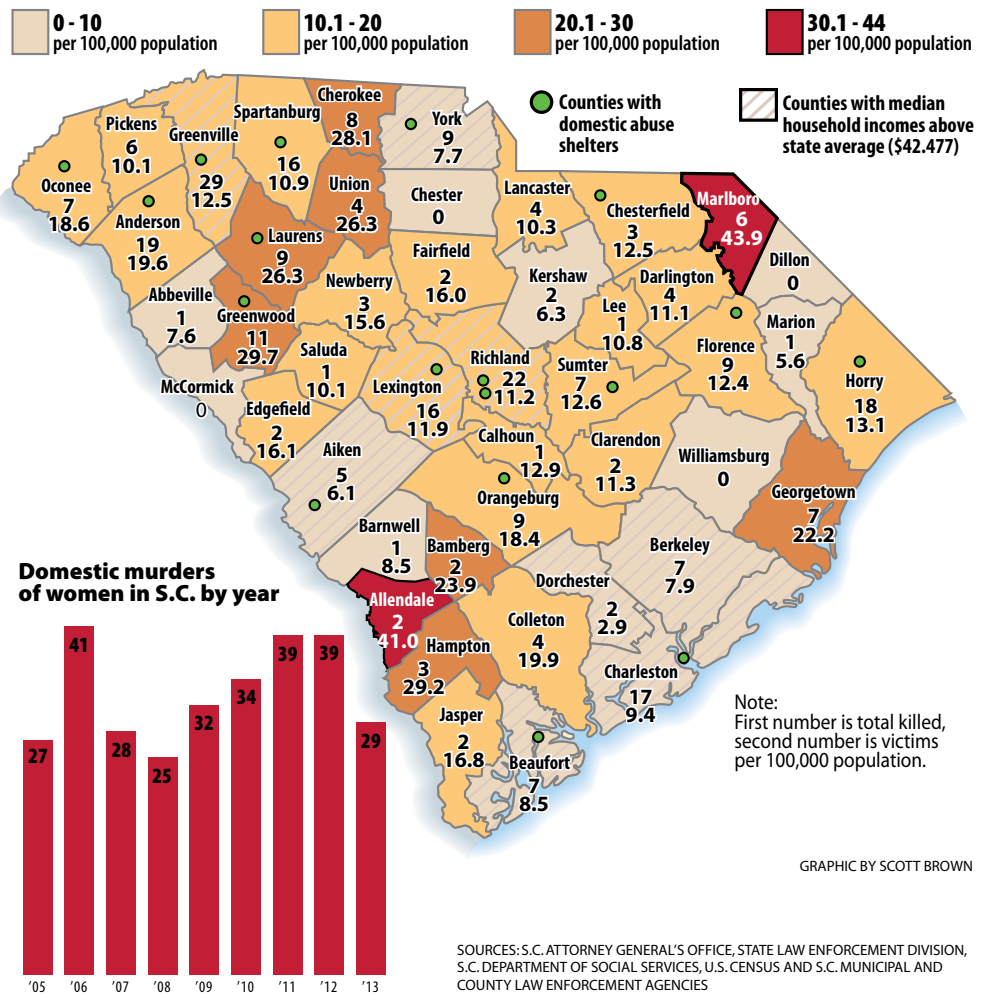 0 - 10
per 100,000 population
10.1 - 20
per 100,000 population
20.1 - 30
per 100,000 population
30.1 - 44
per 100,000 population
Counties with
domestic abuse
shelters
Counties with median
household incomes above
state average ($42.477)
Oconee
7
18.6
Pickens
6
10.1
Greenville
29
12.5
Spartanburg
16
10.9
Cherokee
8
28.1
York
9
7.7
Union
4
26.3
Chester
0
Lancaster
4
10.3
Chesterfield
3
12.5
Marlboro
6
43.9
Dillon
0
Anderson
19
19.6
Laurens
9
26.3
Fairfield
2
16.0
Kershaw
2
6.3
Darlington
4
11.1
Newberry
3
15.6
Lee
1
10.8
Marion
1
5.6
Abbeville
1
7.6
Greenwood
11
29.7
Saluda
1
10.1
Lexington
16
11.9
Richland
22
11.2
Sumter
7
12.6
Florence
9
12.4
Horry
18
13.1
McCormick
0
Edgefield
2
16.1
Aiken
5
6.1
Calhoun
1
12.9
Clarendon
2
11.3
Williamsburg
0
Georgetown
7
22.2
Orangeburg
9
18.4
Barnwell
1
8.5
Bamberg
2
23.9
Berkeley
7
7.9
Dorchester
2
2.9
Allendale
2
41.0
Colleton
4
19.9
Hampton
3
29.2
Charleston
17
9.4
Jasper
2
16.8
Beaufort
7
8.5
Domestic murders
of women in S.C. by year
27
41
28
25
32
34
39
39
29
'05
'06
'07
'08
'09
'10
'11
'12
'13
Note:
First number is total killed,
second number is victims
per 100,000 population.
GRAPHIC BY SCOTT BROWN
SOURCES: S.C. ATTORNEY GENERAL'S OFFICE, STATE LAW ENFORCEMENT DIVISION,
S.C. DEPARTMENT OF SOCIAL SERVICES, U.S. CENSUS AND S.C. MUNICIPAL AND
COUNTY LAW ENFORCEMENT AGENCIES